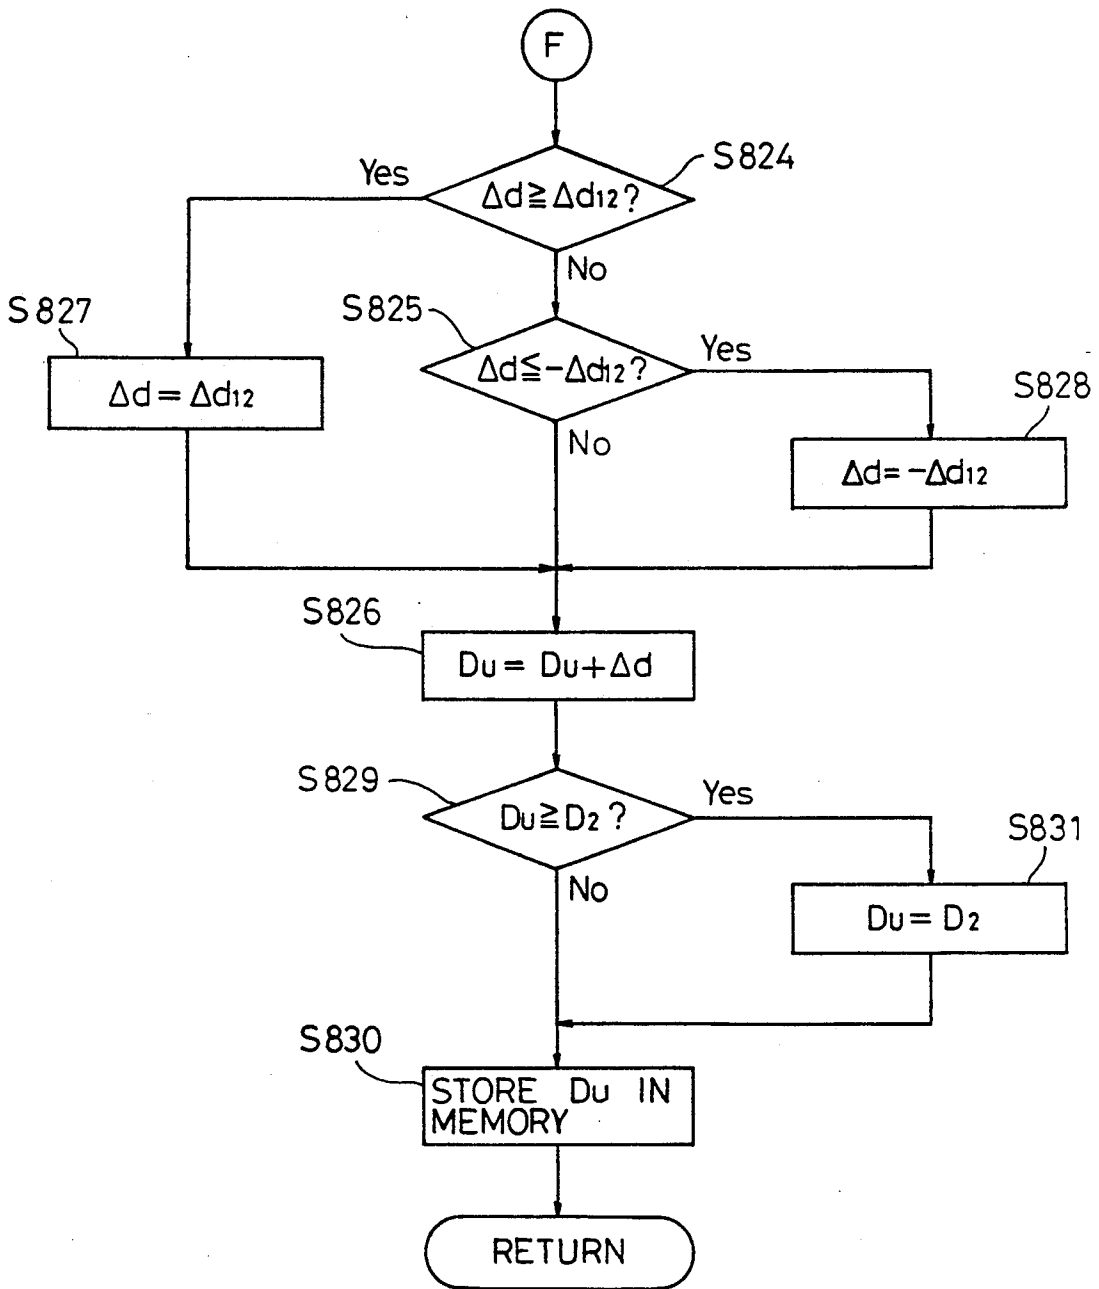 F
S824
Yes
Δd≧Δd12?
No
S827
S825
Δd=Δd12
Δd≦-Δd12?
Yes
S828
No
Δd=-Δd12
S826
Du=Du+Δd
S829
Du≧D2?
Yes
S831
No
Du=D2
S830
STORE Du IN
MEMORY
RETURN